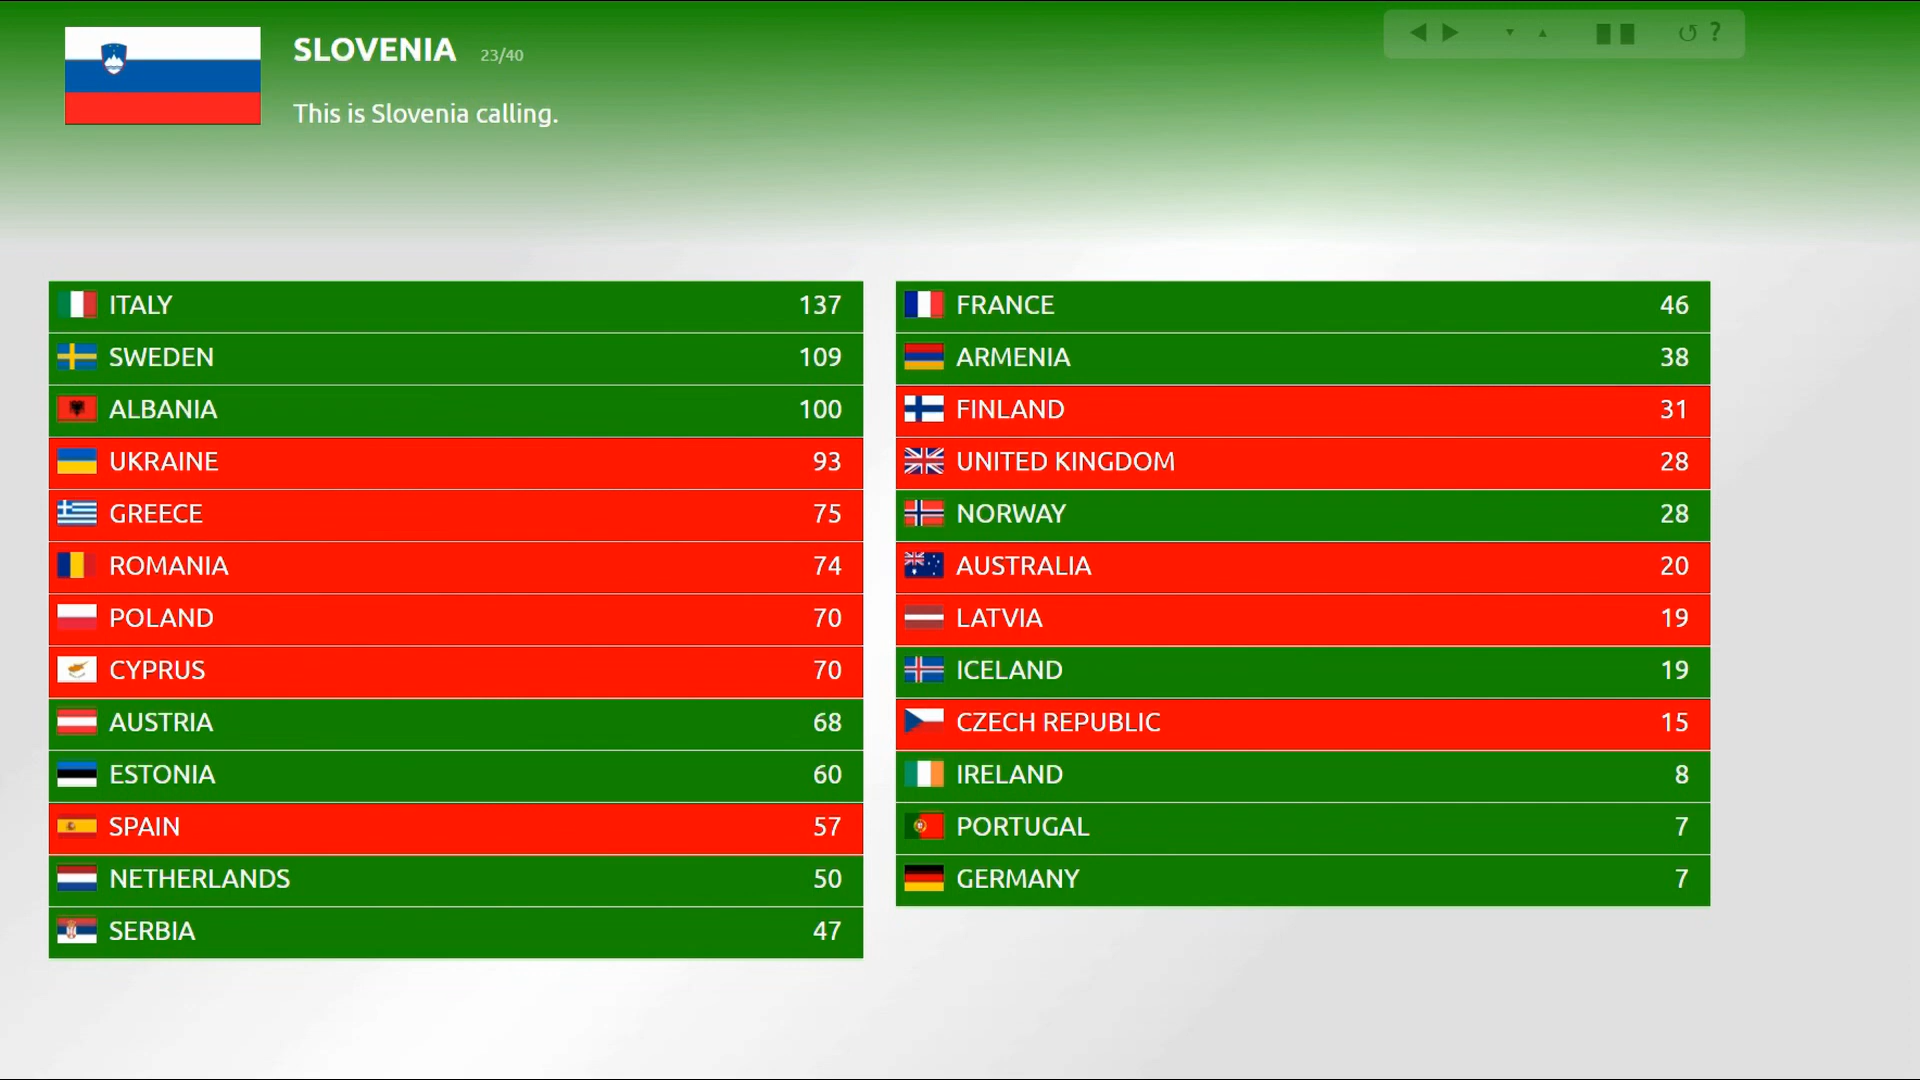 SLOVENIA 23/40
?
This is Slovenia calling.
ITALY 137
SWEDEN 109
ALBANIA 100
UKRAINE 93
GREECE 75
ROMANIA 74
POLAND 70
CYPRUS 70
AUSTRIA 68
ESTONIA 60
SPAIN 57
NETHERLANDS 50
SERBIA 47
FRANCE 46
ARMENIA 38
FINLAND 31
UNITED KINGDOM 28
NORWAY 28
AUSTRALIA 20
LATVIA 19
ICELAND 19
CZECH REPUBLIC 15
IRELAND 8
PORTUGAL 7
GERMANY 7